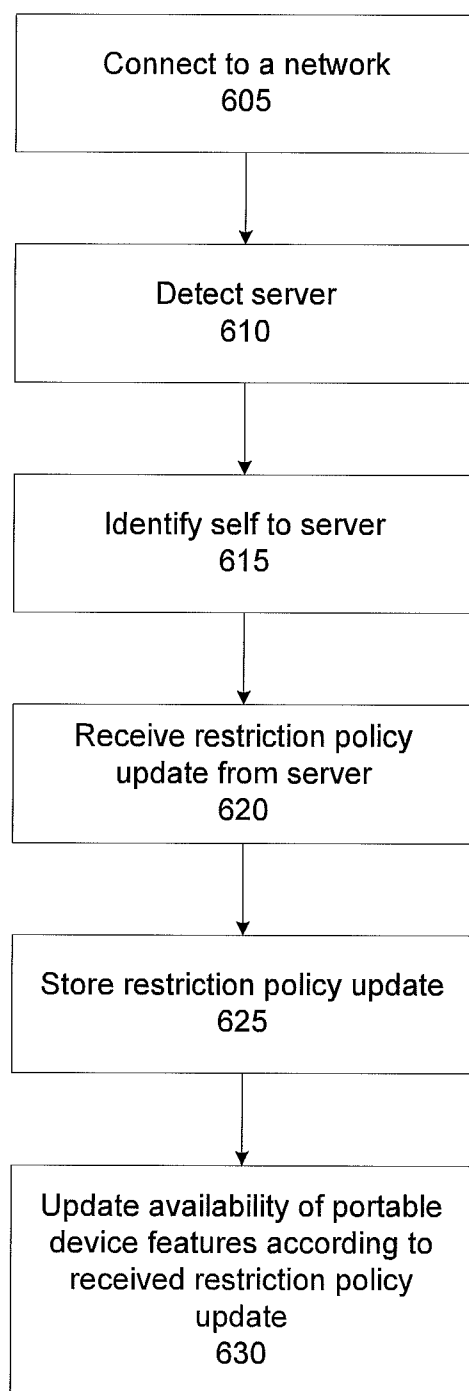 Connect to a network
605
Detect server
610
Identify self to server
615
Receive restriction policy
update from server
620
Store restriction policy update
625
Update availability of portable
device features according to
received restriction policy
update
630